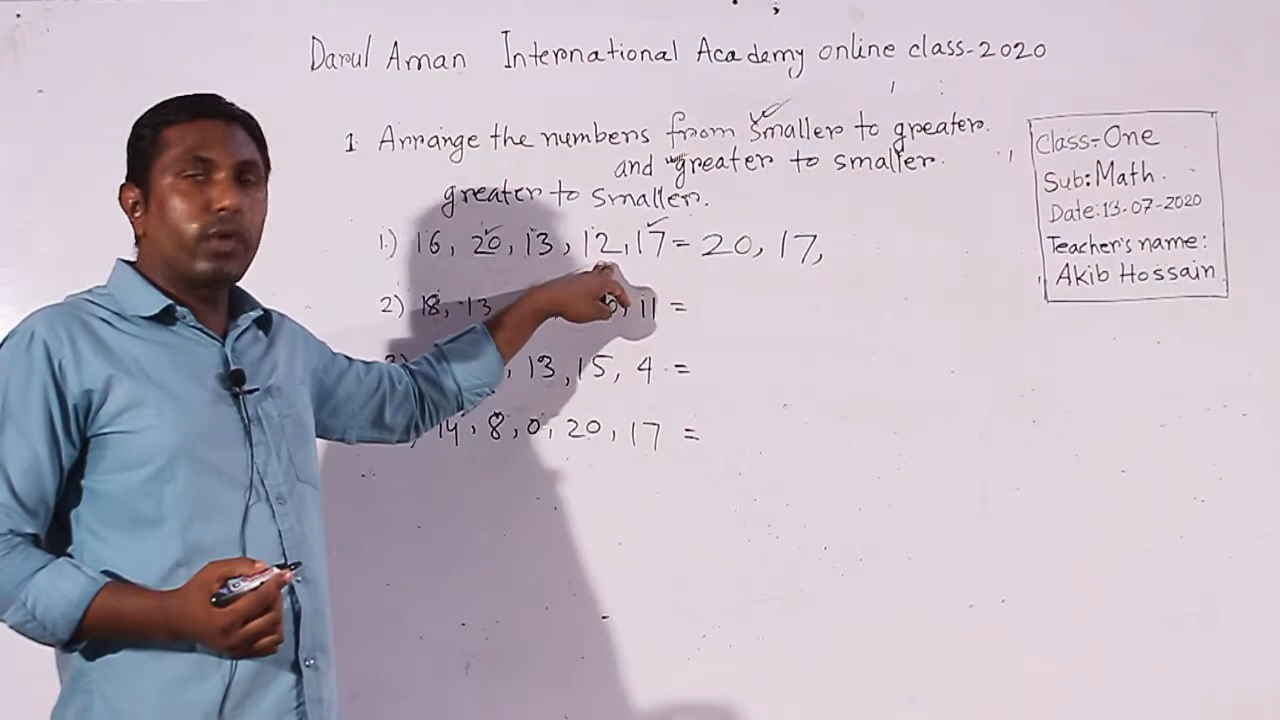 Darul Aman International Academy online class-2020
1 Arrange the numbers from smaller to greater.
and greater to smaller.
greater to smaller.
1.) 16, 20, 13, 12, 17 = 20, 17,
2) 18, 13 , 11 =
13, 15, 4 =
14, 8, 0, 20, 17 =
Class-One
Sub: Math.
Date: 13-07-2020
Teacher's name:
Akib Hossain